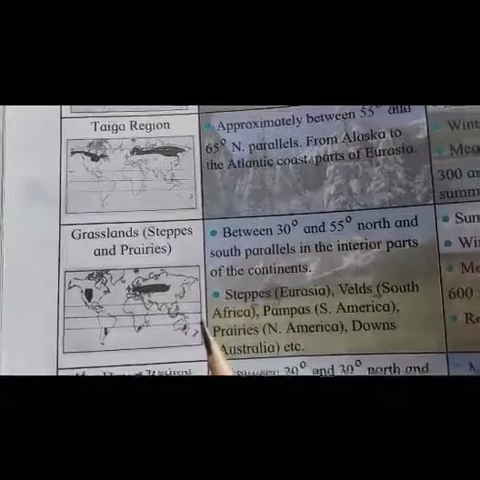 Taiga Region
• Approximately between 55° and
65° N. parallels. From Alaska to
the Atlantic coast. parts of Eurasia.
Grasslands (Steppes
and Prairies)
• Between 30° and 55° north and
south parallels in the interior parts
of the continents.
• Steppes (Eurasia), Velds (South
Africa), Pampas (S. America),
Prairies (N. America), Downs
Australia) etc.
30° and 30° north and
• Wint
• Mea
300 an
summ
• Sun
• Wi
• Me
600
• Ra